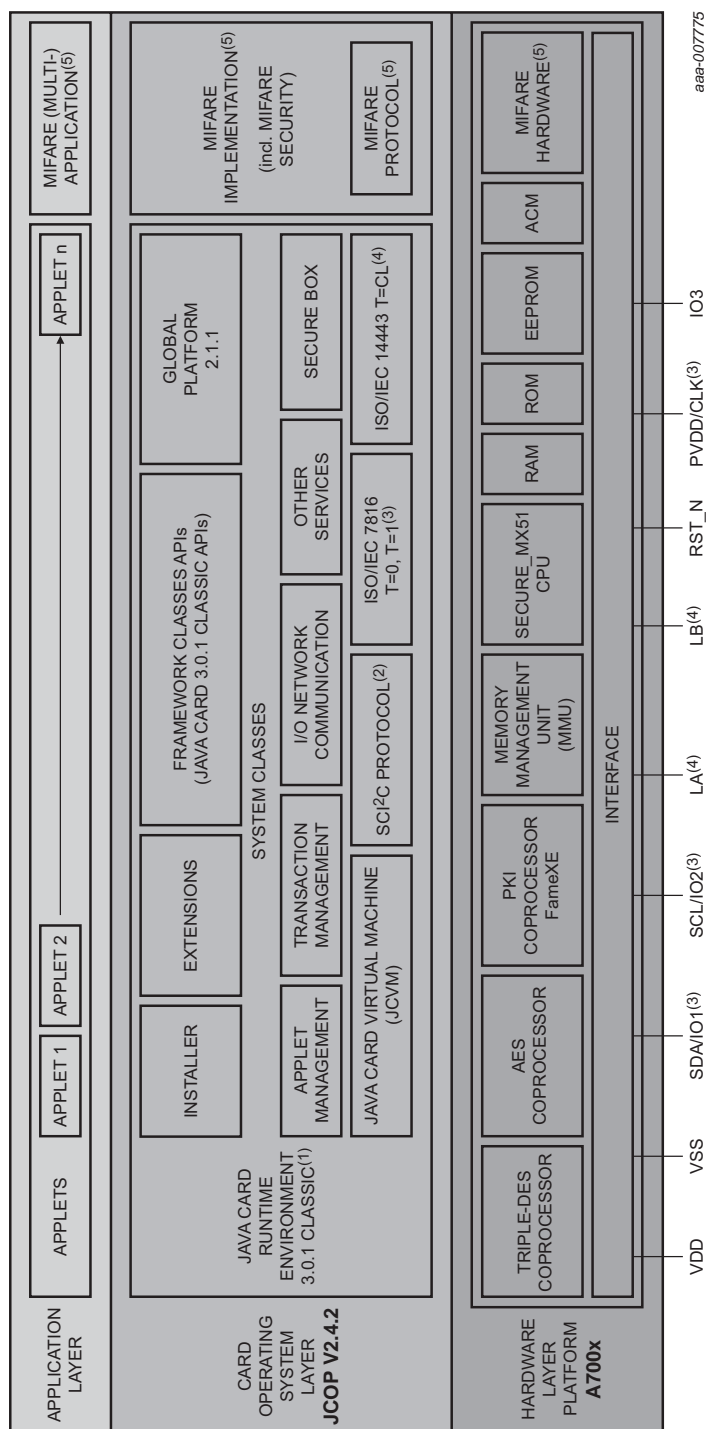 APPLICATION
LAYER
APPLETS
APPLET 1
APPLET 2
APPLET n
MIFARE (MULTI-)
APPLICATION(5)
CARD
OPERATING
SYSTEM
LAYER
JCOP V2.4.2
JAVA CARD
RUNTIME
ENVIRONMENT
3.0.1 CLASSIC(1)
INSTALLER
EXTENSIONS
FRAMEWORK CLASSES APIs
(JAVA CARD 3.0.1 CLASSIC APIs)
GLOBAL
PLATFORM
2.1.1
SYSTEM CLASSES
APPLET
MANAGEMENT
TRANSACTION
MANAGEMENT
I/O NETWORK
COMMUNICATION
OTHER
SERVICES
SECURE BOX
JAVA CARD VIRTUAL MACHINE
(JCVM)
SCI²C PROTOCOL(2)
ISO/IEC 7816
T=0, T=1(3)
ISO/IEC 14443 T=CL(4)
MIFARE
IMPLEMENTATION(5)
(incl. MIFARE
SECURITY)
MIFARE
PROTOCOL(5)
HARDWARE
LAYER
PLATFORM
A700x
TRIPLE-DES
COPROCESSOR
AES
COPROCESSOR
PKI
COPROCESSOR
FameXE
MEMORY
MANAGEMENT
UNIT
(MMU)
SECURE_MX51
CPU
RAM
ROM
EEPROM
ACM
MIFARE
HARDWARE(5)
INTERFACE
VDD
VSS
SDA/IO1(3)
SCL/IO2(3)
LA(4)
LB(4)
RST_N
PVDD/CLK(3)
IO3
aaa-007775